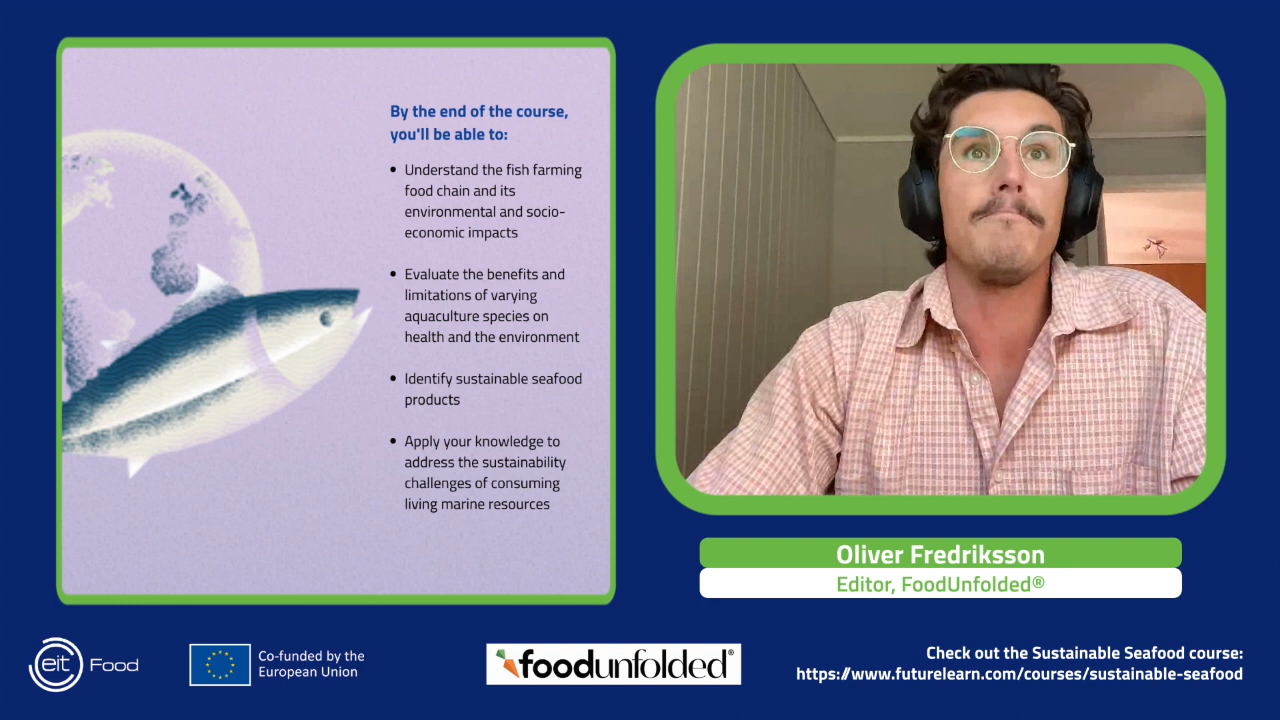 By the end of the course,
you'll be able to:
• Understand the fish farming
food chain and its
environmental and socio-
economic impacts
• Evaluate the benefits and
limitations of varying
aquaculture species on
health and the environment
• Identify sustainable seafood
products
• Apply your knowledge to
address the sustainability
challenges of consuming
living marine resources
Oliver Fredriksson
Editor, FoodUnfolded®
eit Food
Co-funded by the
European Union
foodunfolded®
Check out the Sustainable Seafood course:
https://www.futurelearn.com/courses/sustainable-seafood